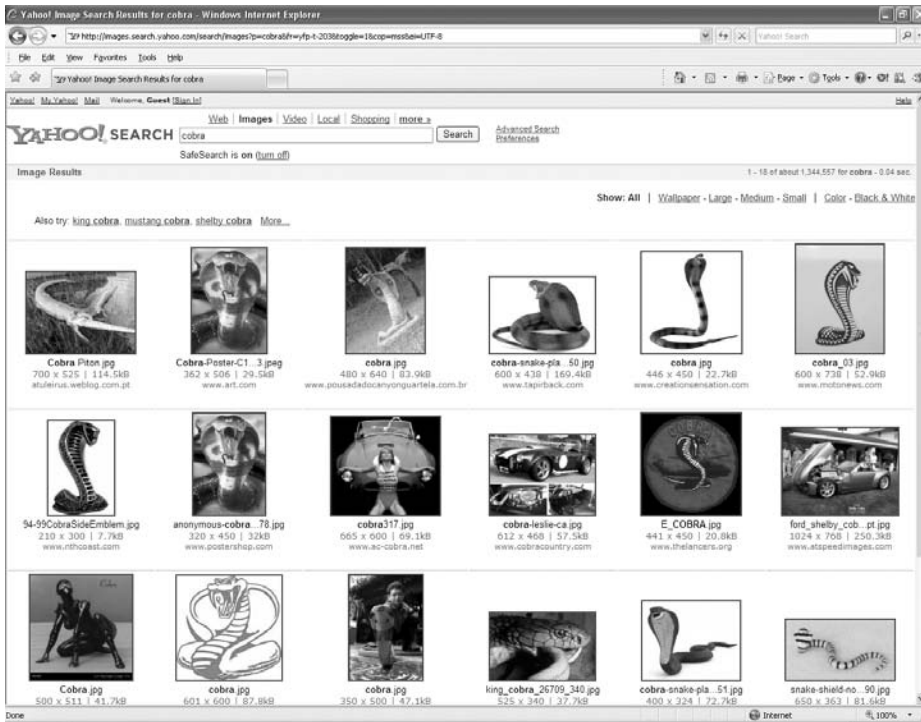 Yahoo! Image Search Results for cobra - Windows Internet Explorer
http://images.search.yahoo.com/search/images?p=cobra&fr=yfp-t-203&toggle=1&cop=mss&ei=UTF-8
Yahoo! Search
File Edit View Favorites Tools Help
Yahoo! Image Search Results for cobra
Page Tools
Yahoo! My Yahoo! Mail Welcome, Guest [Sign In] Help
Web | Images | Video | Local | Shopping | more »
YAHOO! SEARCH cobra Search Advanced Search
Preferences
SafeSearch is on (turn off)
Image Results 1 - 18 of about 1,344,557 for cobra - 0.04 sec.
Show: All | Wallpaper - Large - Medium - Small | Color - Black & White
Also try: king cobra, mustang cobra, shelby cobra More...
Cobra Piton.jpg Cobra-Poster-C1...3.jpeg cobra.jpg cobra-snake-pla...50.jpg cobra.jpg cobra_03.jpg
700 x 525 | 114.5kB 362 x 506 | 29.5kB 480 x 640 | 83.9kB 600 x 438 | 169.4kB 446 x 450 | 22.7kB 600 x 738 | 52.9kB
atuleirus.weblog.com.pt www.art.com www.pousadadocanyonguartela.com.br www.tapirback.com www.creationsensation.com www.motonews.com
COBRA
94-99CobraSideEmblem.jpg anonymous-cobra...78.jpg cobra317.jpg cobra-leslie-ca.jpg E_COBRA.jpg ford_shelby_cob...pt.jpg
210 x 300 | 7.7kB 320 x 450 | 32kB 665 x 600 | 69.1kB 612 x 468 | 57.5kB 441 x 450 | 20.8kB 1024 x 768 | 250.3kB
www.nthcoast.com www.postershop.com www.ac-cobra.net www.cobracountry.com www.thelancers.org www.atspeedimages.com
Cobra
Cobra.jpg cobra.jpg cobra.jpg king_cobra_26709_340.jpg cobra-snake-pla...51.jpg snake-shield-no...90.jpg
500 x 511 | 41.7kB 601 x 600 | 87.8kB 350 x 500 | 47.1kB 525 x 340 | 37.7kB 400 x 324 | 72.7kB 650 x 363 | 81.6kB
Done Internet 100%